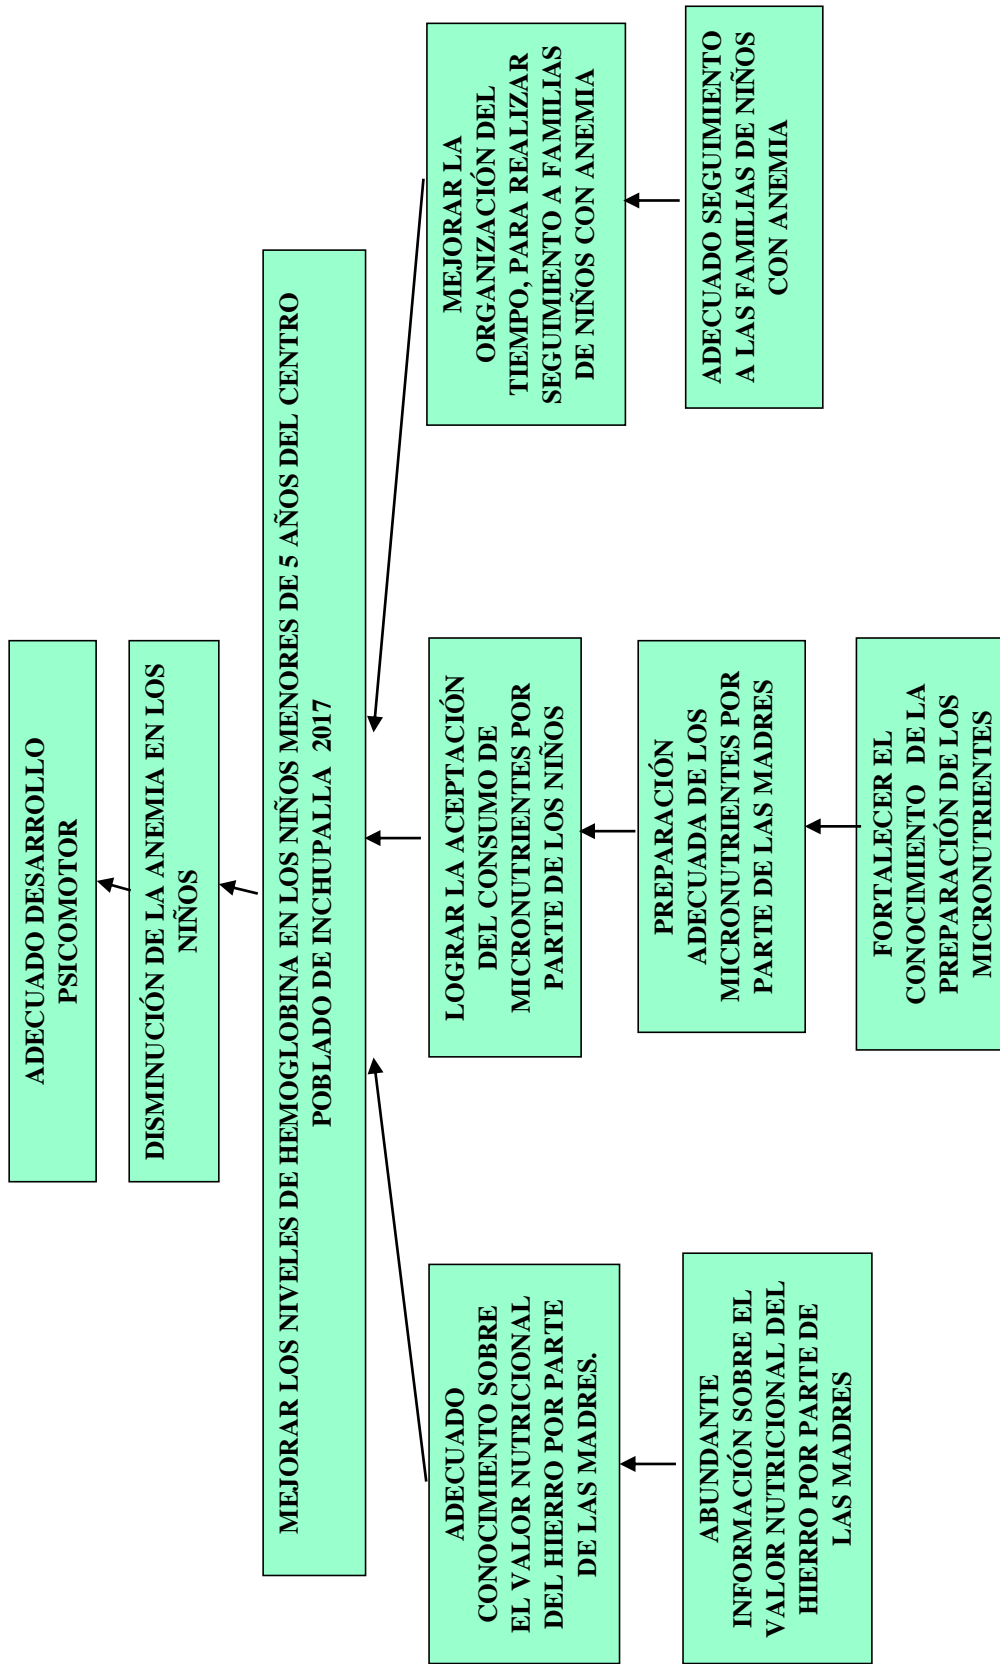 ADECUADO DESARROLLO
PSICOMOTOR
DISMINUCIÓN DE LA ANEMIA EN LOS
NIÑOS
MEJORAR LOS NIVELES DE HEMOGLOBINA EN LOS NIÑOS MENORES DE 5 AÑOS DEL CENTRO
POBLADO DE INCHUPALLA 2017
ADECUADO
CONOCIMIENTO SOBRE
EL VALOR NUTRICIONAL
DEL HIERRO POR PARTE
DE LAS MADRES.
LOGRAR LA ACEPTACIÓN
DEL CONSUMO DE
MICRONUTRIENTES POR
PARTE DE LOS NIÑOS
MEJORAR LA
ORGANIZACIÓN DEL
TIEMPO, PARA REALIZAR
SEGUIMIENTO A FAMILIAS
DE NIÑOS CON ANEMIA
ABUNDANTE
INFORMACIÓN SOBRE EL
VALOR NUTRICIONAL DEL
HIERRO POR PARTE DE
LAS MADRES
PREPARACIÓN
ADECUADA DE LOS
MICRONUTRIENTES POR
PARTE DE LAS MADRES
ADECUADO SEGUIMIENTO
A LAS FAMILIAS DE NIÑOS
CON ANEMIA
FORTALECER EL
CONOCIMIENTO DE LA
PREPARACIÓN DE LOS
MICRONUTRIENTES